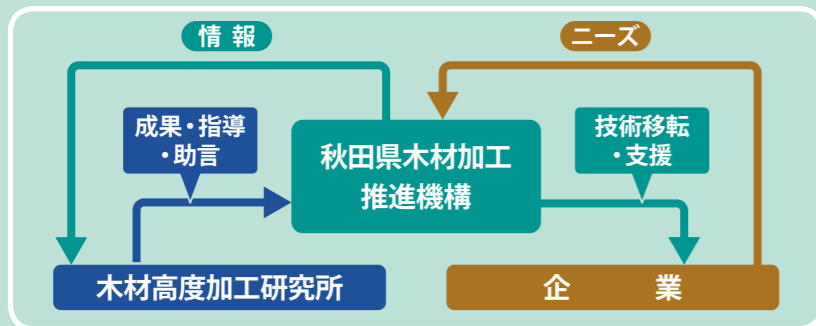 情報
ニーズ
成果・指導
・助言
秋田県木材加工
推進機構
技術移転
・支援
木材高度加工研究所
企業